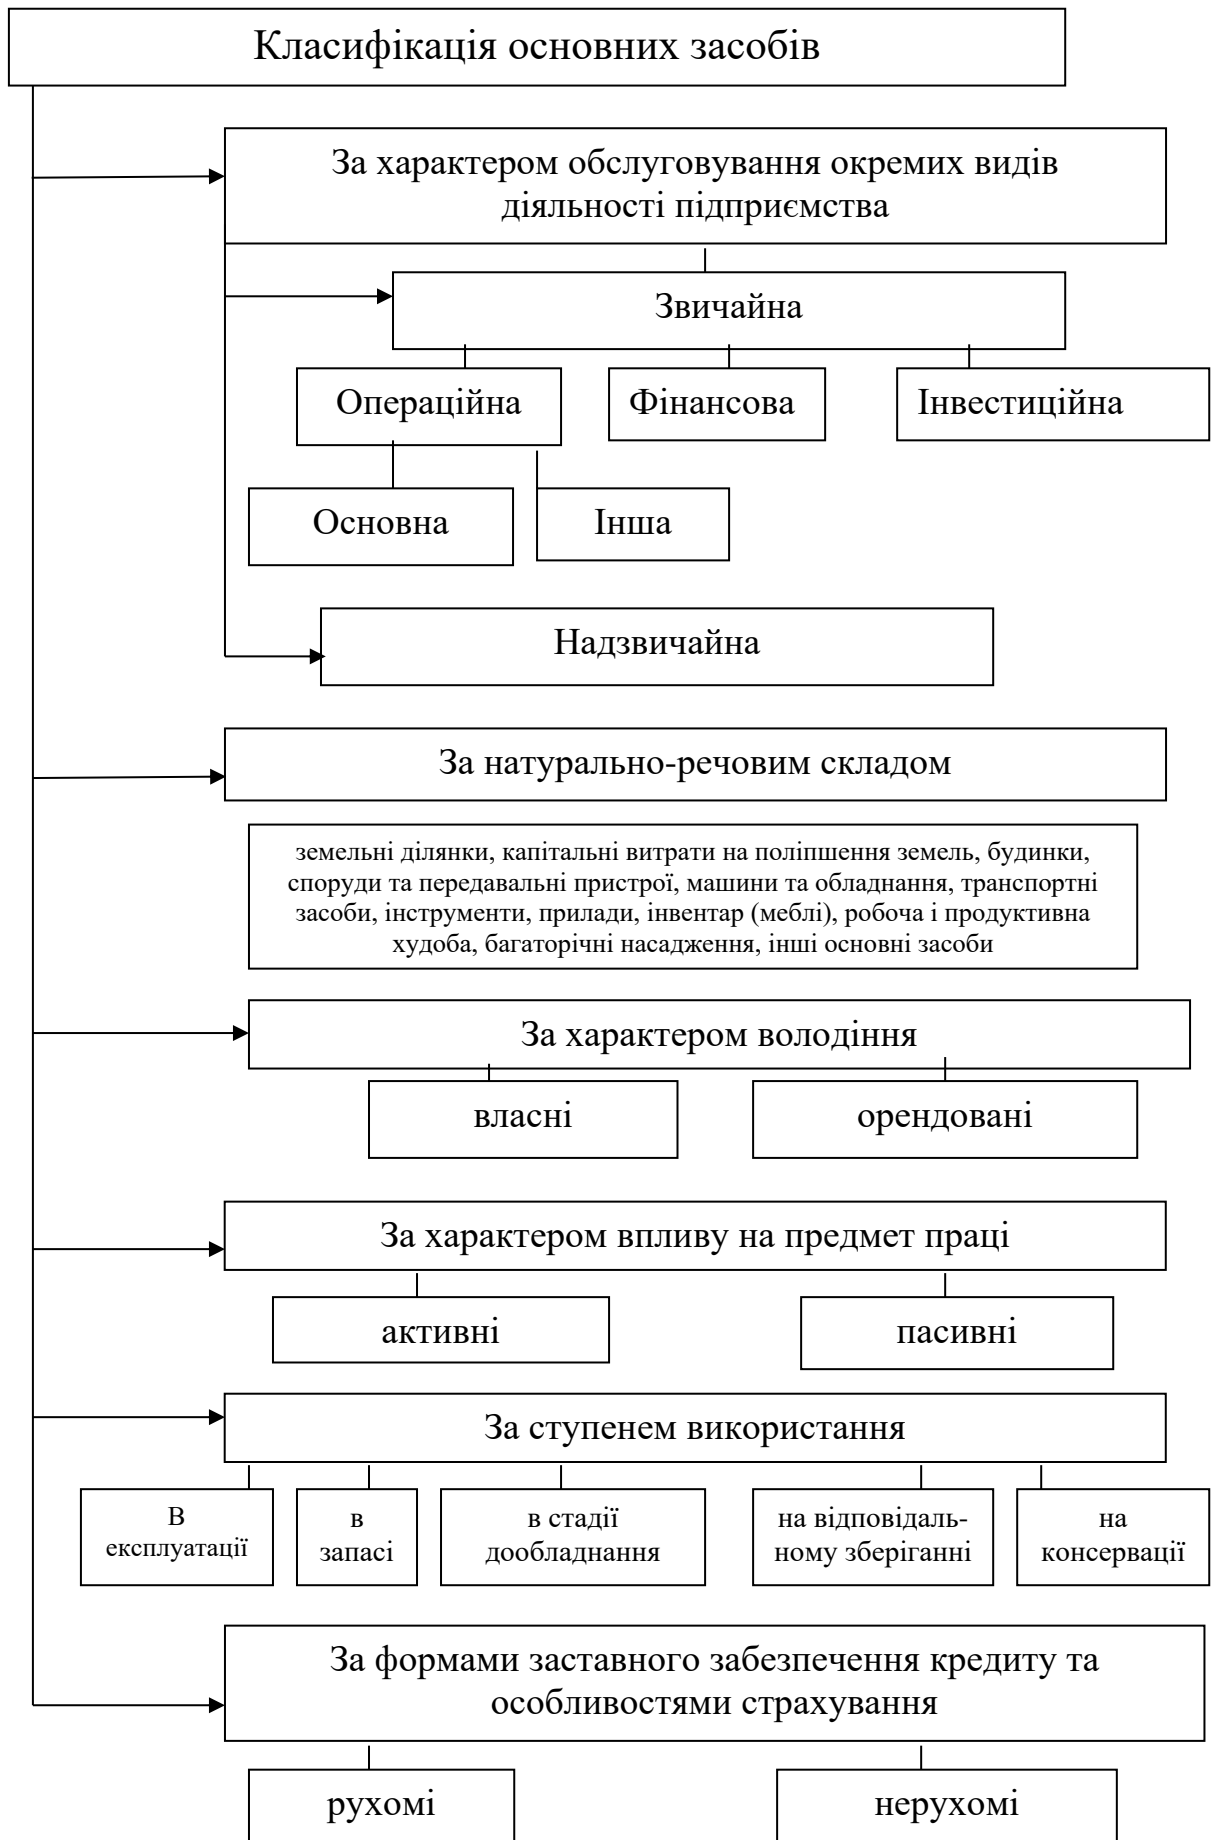 Класифікація основних засобів
За характером обслуговування окремих видів
діяльності підприємства
Звичайна
Операційна
Фінансова
Інвестиційна
Основна
Інша
Надзвичайна
За натурально-речовим складом
земельні ділянки, капітальні витрати на поліпшення земель, будинки,
споруди та передавальні пристрої, машини та обладнання, транспортні
засоби, інструменти, прилади, інвентар (меблі), робоча і продуктивна
худоба, багаторічні насадження, інші основні засоби
За характером володіння
власні
орендовані
За характером впливу на предмет праці
активні
пасивні
За ступенем використання
В
експлуатації
в
запасі
в стадії
дообладнання
на відповідаль-
ному зберіганні
на
консервації
За формами заставного забезпечення кредиту та
особливостями страхування
рухомі
нерухомі